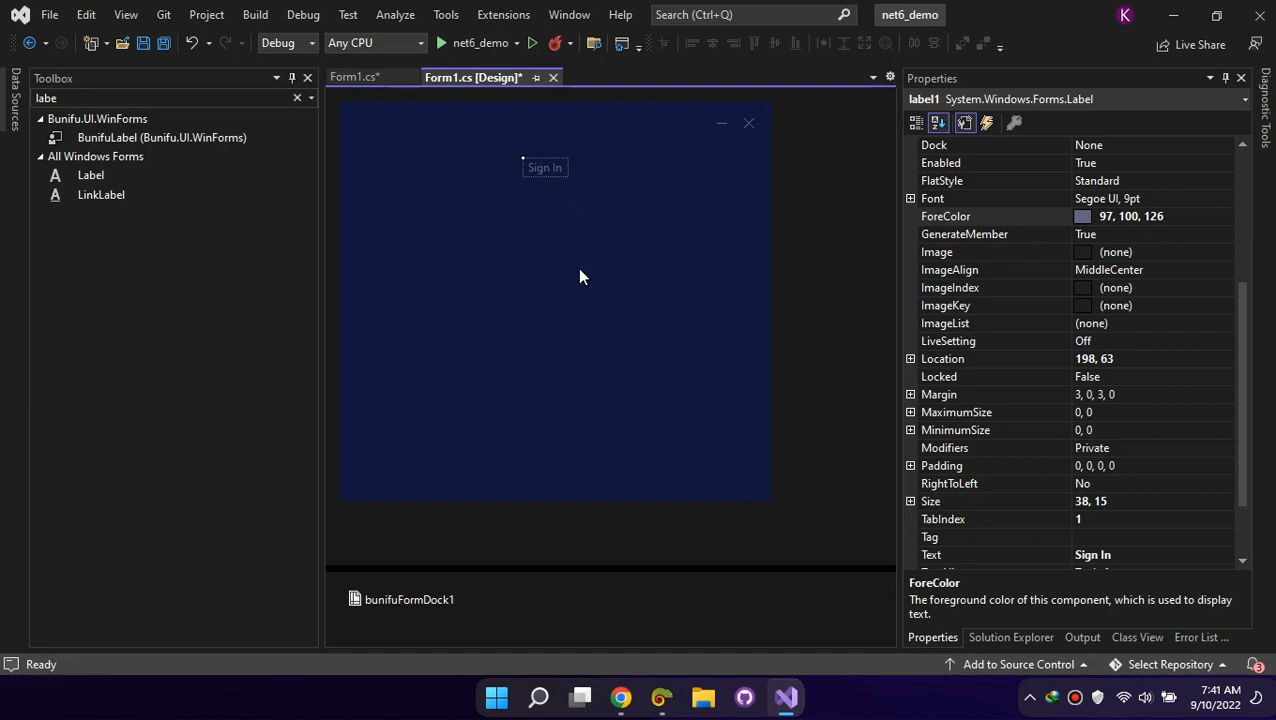 File Edit View Git Project Build Debug Test Analyze Tools Extensions Window Help Search (Ctrl+Q) net6_demo K
Debug Any CPU net6_demo Live Share
Data Sources
Toolbox
labe
Bunifu.UI.WinForms
BunifuLabel (Bunifu.UI.WinForms)
All Windows Forms
A Label
A LinkLabel
Form1.cs* Form1.cs [Design]*
Sign In
bunifuFormDock1
Properties
label1 System.Windows.Forms.Label
Dock None
Enabled True
FlatStyle Standard
Font Segoe UI, 9pt
ForeColor 97, 100, 126
GenerateMember True
Image (none)
ImageAlign MiddleCenter
ImageIndex (none)
ImageKey (none)
ImageList (none)
LiveSetting Off
Location 198, 63
Locked False
Margin 3, 0, 3, 0
MaximumSize 0, 0
MinimumSize 0, 0
Modifiers Private
Padding 0, 0, 0, 0
RightToLeft No
Size 38, 15
TabIndex 1
Tag
Text Sign In
ForeColor
The foreground color of this component, which is used to display
text.
Properties Solution Explorer Output Class View Error List ...
Diagnostic Tools
Ready Add to Source Control Select Repository 3
7:41 AM
9/10/2022